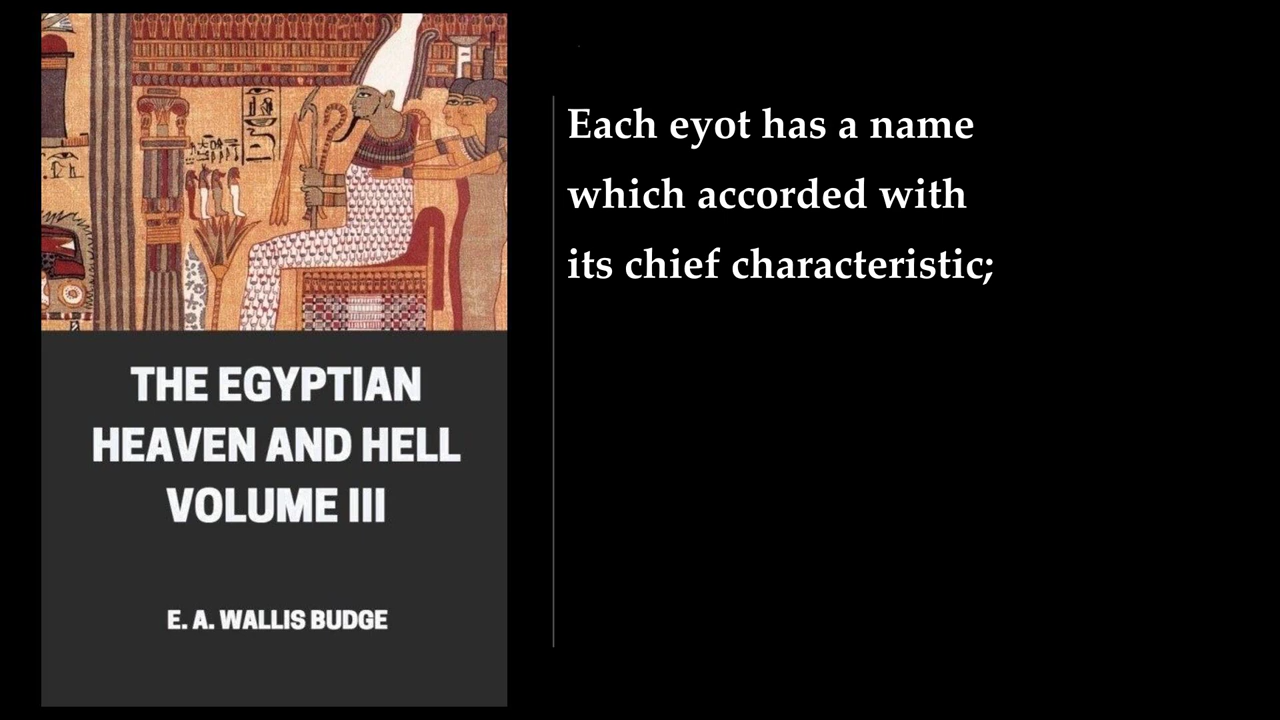 THE EGYPTIAN
HEAVEN AND HELL
VOLUME III
E. A. WALLIS BUDGE
Each eyot has a name
which accorded with
its chief characteristic;